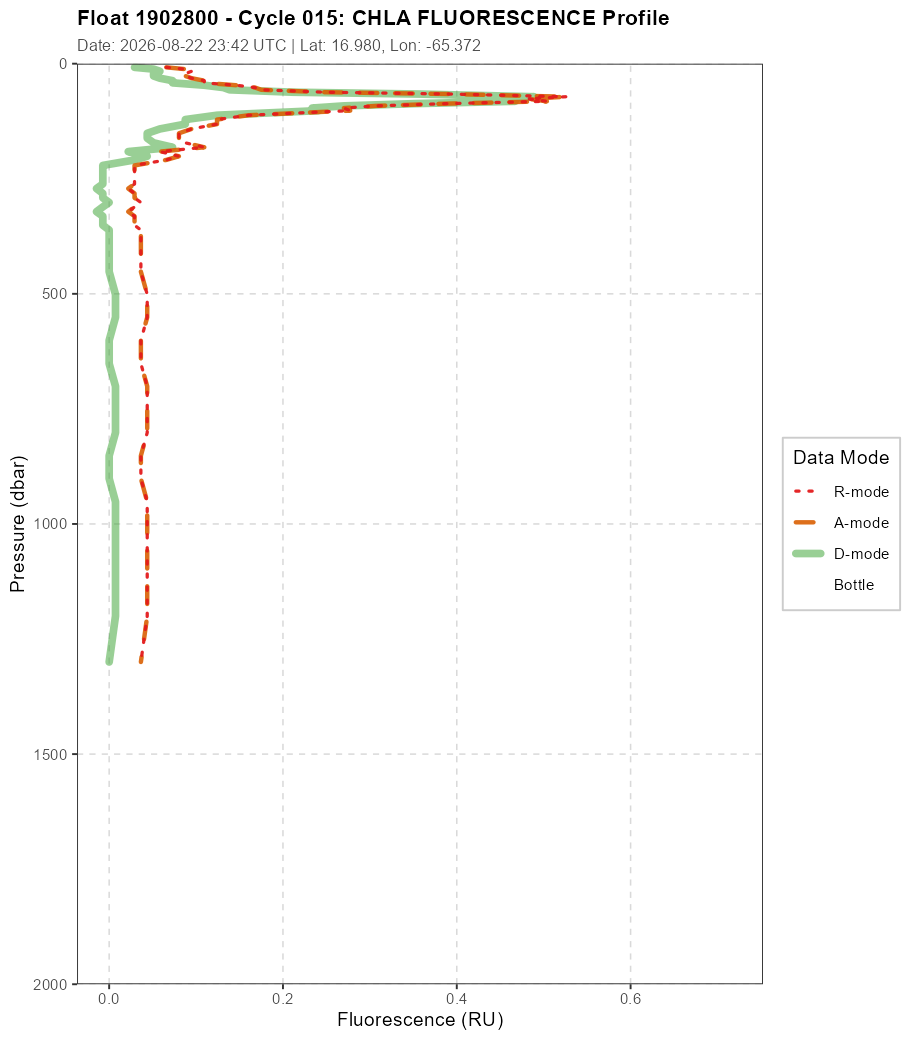 Float 1902800 - Cycle 015: CHLA FLUORESCENCE Profile
Date: 2026-08-22 23:42 UTC | Lat: 16.980, Lon: -65.372
0
500
1000
1500
2000
Pressure (dbar)
0.0
0.2
0.4
0.6
Fluorescence (RU)
Data Mode
R-mode
A-mode
D-mode
Bottle